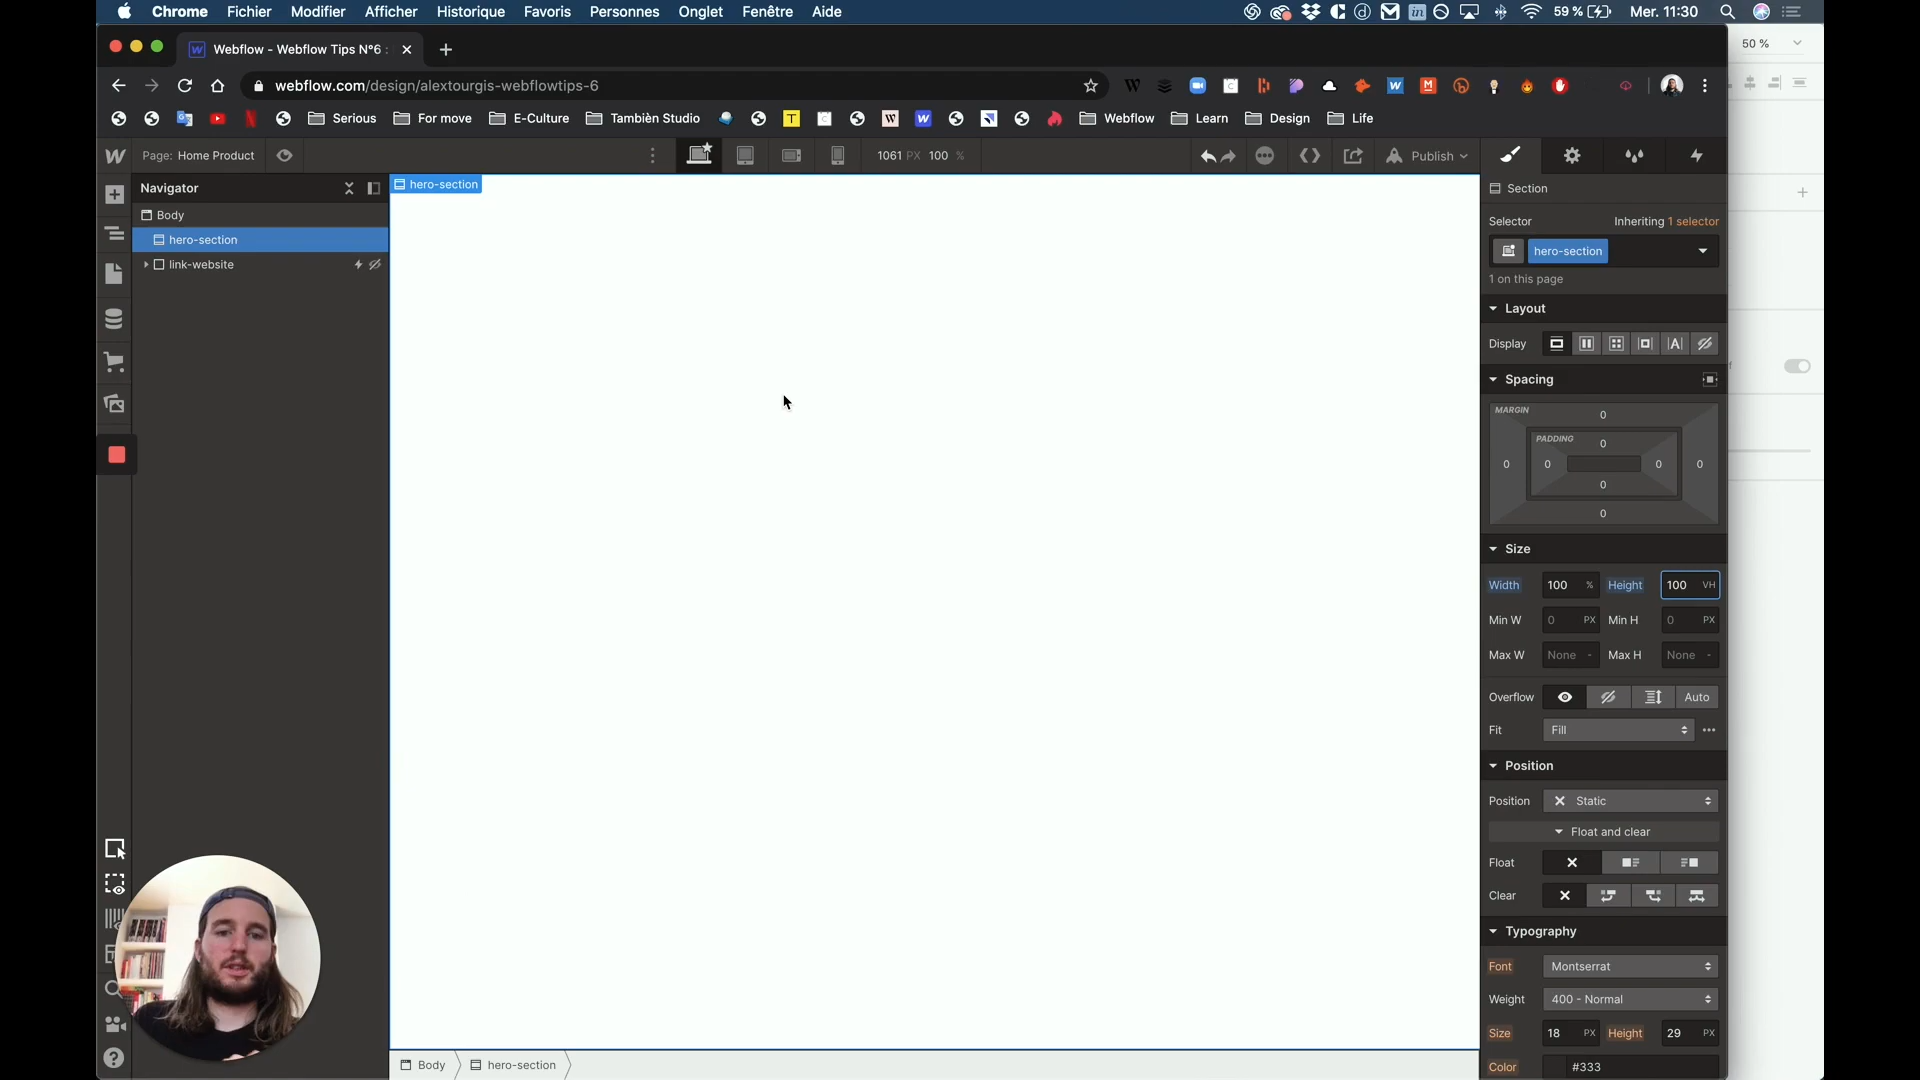 Chrome Fichier Modifier Afficher Historique Favoris Personnes Onglet Fenêtre Aide 59 % Mer. 11:30
Webflow - Webflow Tips N°6 :
50 %
webflow.com/design/alextourgis-webflowtips-6
Serious For move E-Culture También Studio Webflow Learn Design Life
Page: Home Product 1061 PX 100 % Publish
Navigator
hero-section
Section
Body
Selector Inheriting 1 selector
hero-section
hero-section
link-website
1 on this page
Layout
Display
Spacing
MARGIN
0
PADDING
0
0 0 0 0
0
0
Size
Width 100 % Height 100 VH
Min W 0 PX Min H 0 PX
Max W None - Max H None -
Overflow Auto
Fit Fill
Position
Position Static
Float and clear
Float
Clear
Typography
Font Montserrat
Weight 400 - Normal
Size 18 PX Height 29 PX
Body hero-section
Color #333